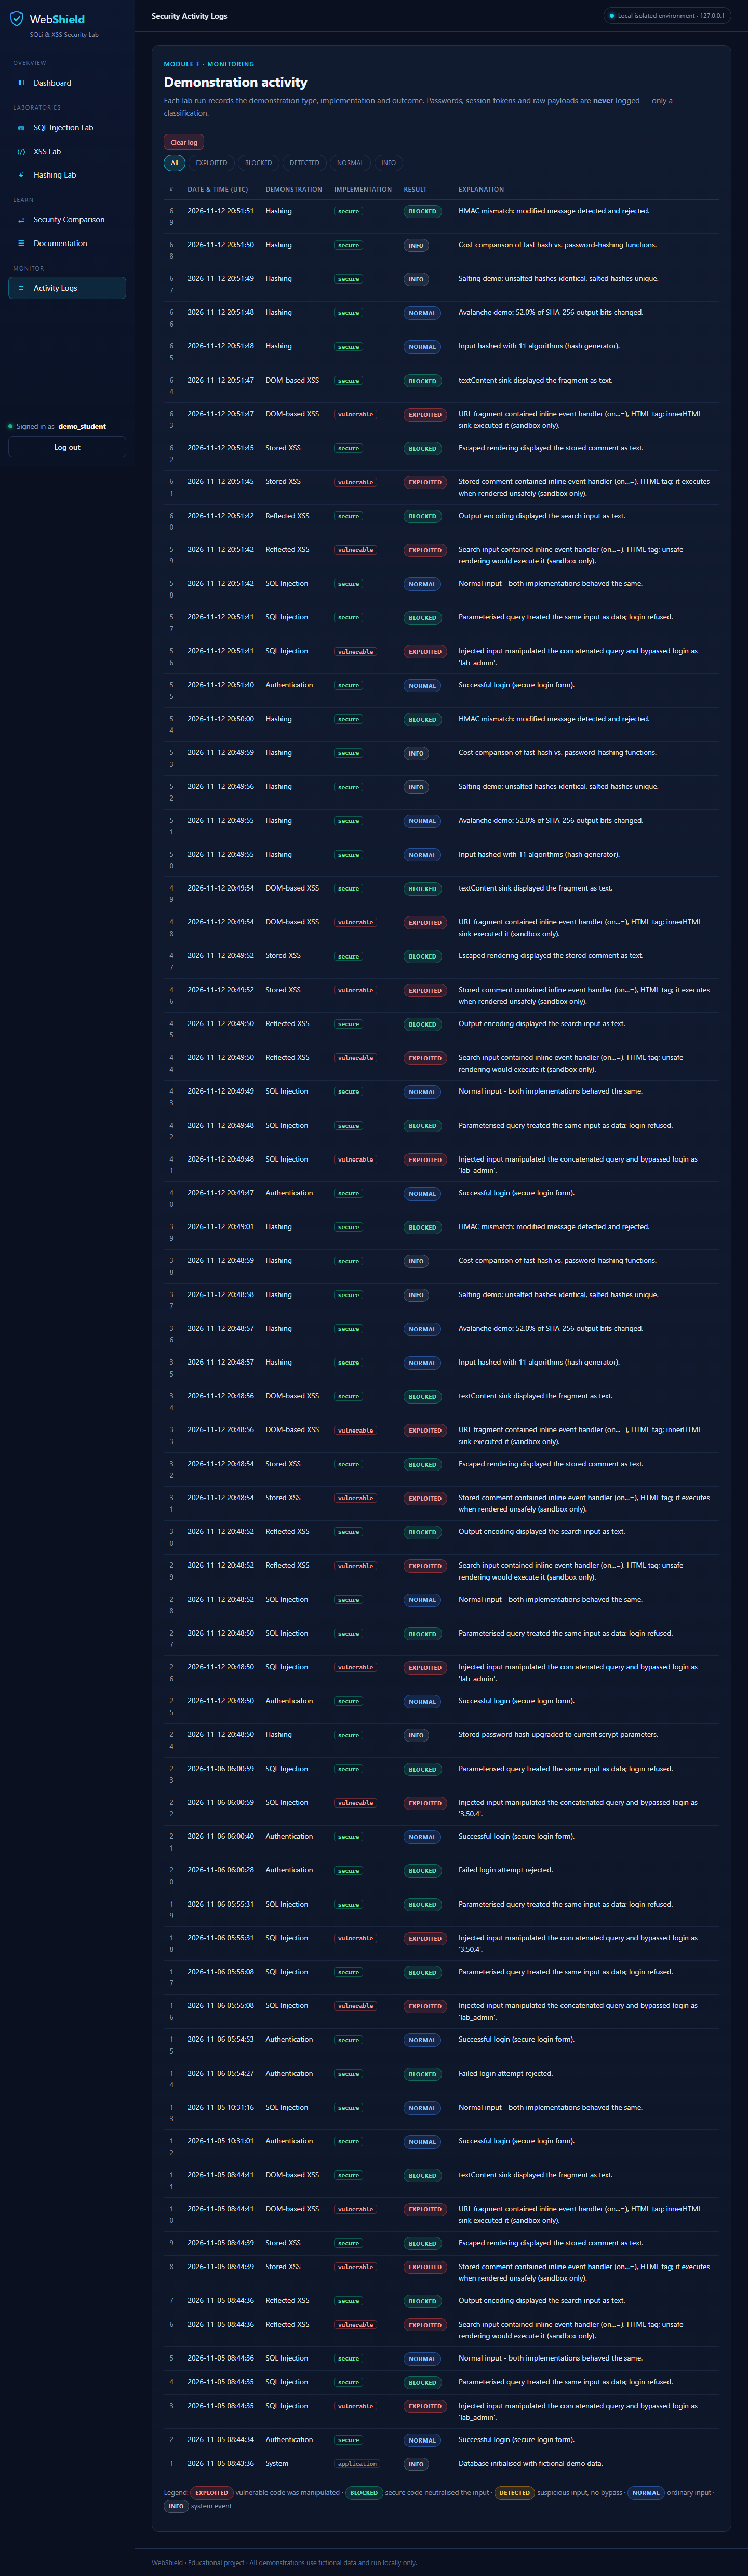 WebShield
SQLi & XSS Security Lab
OVERVIEW
Dashboard
LABORATORIES
SQL Injection Lab
XSS Lab
Hashing Lab
LEARN
Security Comparison
Documentation
MONITOR
Activity Logs
Signed in as demo_student
Log out
Security Activity Logs
Local isolated environment · 127.0.0.1
MODULE F · MONITORING
Demonstration activity
Each lab run records the demonstration type, implementation and outcome. Passwords, session tokens and raw payloads are never logged — only a
classification.
Clear log
All EXPLOITED BLOCKED DETECTED NORMAL INFO
# DATE & TIME (UTC) DEMONSTRATION IMPLEMENTATION RESULT EXPLANATION
69 2026-11-12 20:51:51 Hashing secure BLOCKED HMAC mismatch: modified message detected and rejected.
68 2026-11-12 20:51:50 Hashing secure INFO Cost comparison of fast hash vs. password-hashing functions.
67 2026-11-12 20:51:49 Hashing secure INFO Salting demo: unsalted hashes identical, salted hashes unique.
66 2026-11-12 20:51:48 Hashing secure NORMAL Avalanche demo: 52.0% of SHA-256 output bits changed.
65 2026-11-12 20:51:48 Hashing secure NORMAL Input hashed with 11 algorithms (hash generator).
64 2026-11-12 20:51:47 DOM-based XSS secure BLOCKED textContent sink displayed the fragment as text.
63 2026-11-12 20:51:47 DOM-based XSS vulnerable EXPLOITED URL fragment contained inline event handler (on...=), HTML tag; innerHTML
sink executed it (sandbox only).
62 2026-11-12 20:51:45 Stored XSS secure BLOCKED Escaped rendering displayed the stored comment as text.
61 2026-11-12 20:51:45 Stored XSS vulnerable EXPLOITED Stored comment contained inline event handler (on...=), HTML tag; it executes
when rendered unsafely (sandbox only).
60 2026-11-12 20:51:42 Reflected XSS secure BLOCKED Output encoding displayed the search input as text.
59 2026-11-12 20:51:42 Reflected XSS vulnerable EXPLOITED Search input contained inline event handler (on...=), HTML tag; unsafe
rendering would execute it (sandbox only).
58 2026-11-12 20:51:42 SQL Injection secure NORMAL Normal input - both implementations behaved the same.
57 2026-11-12 20:51:41 SQL Injection secure BLOCKED Parameterised query treated the same input as data; login refused.
56 2026-11-12 20:51:41 SQL Injection vulnerable EXPLOITED Injected input manipulated the concatenated query and bypassed login as
'lab_admin'.
55 2026-11-12 20:51:40 Authentication secure NORMAL Successful login (secure login form).
54 2026-11-12 20:50:00 Hashing secure BLOCKED HMAC mismatch: modified message detected and rejected.
53 2026-11-12 20:49:59 Hashing secure INFO Cost comparison of fast hash vs. password-hashing functions.
52 2026-11-12 20:49:56 Hashing secure INFO Salting demo: unsalted hashes identical, salted hashes unique.
51 2026-11-12 20:49:55 Hashing secure NORMAL Avalanche demo: 52.0% of SHA-256 output bits changed.
50 2026-11-12 20:49:55 Hashing secure NORMAL Input hashed with 11 algorithms (hash generator).
49 2026-11-12 20:49:54 DOM-based XSS secure BLOCKED textContent sink displayed the fragment as text.
48 2026-11-12 20:49:54 DOM-based XSS vulnerable EXPLOITED URL fragment contained inline event handler (on...=), HTML tag; innerHTML
sink executed it (sandbox only).
47 2026-11-12 20:49:52 Stored XSS secure BLOCKED Escaped rendering displayed the stored comment as text.
46 2026-11-12 20:49:52 Stored XSS vulnerable EXPLOITED Stored comment contained inline event handler (on...=), HTML tag; it executes
when rendered unsafely (sandbox only).
45 2026-11-12 20:49:50 Reflected XSS secure BLOCKED Output encoding displayed the search input as text.
44 2026-11-12 20:49:50 Reflected XSS vulnerable EXPLOITED Search input contained inline event handler (on...=), HTML tag; unsafe
rendering would execute it (sandbox only).
43 2026-11-12 20:49:49 SQL Injection secure NORMAL Normal input - both implementations behaved the same.
42 2026-11-12 20:49:48 SQL Injection secure BLOCKED Parameterised query treated the same input as data; login refused.
41 2026-11-12 20:49:48 SQL Injection vulnerable EXPLOITED Injected input manipulated the concatenated query and bypassed login as
'lab_admin'.
40 2026-11-12 20:49:47 Authentication secure NORMAL Successful login (secure login form).
39 2026-11-12 20:49:01 Hashing secure BLOCKED HMAC mismatch: modified message detected and rejected.
38 2026-11-12 20:48:59 Hashing secure INFO Cost comparison of fast hash vs. password-hashing functions.
37 2026-11-12 20:48:58 Hashing secure INFO Salting demo: unsalted hashes identical, salted hashes unique.
36 2026-11-12 20:48:57 Hashing secure NORMAL Avalanche demo: 52.0% of SHA-256 output bits changed.
35 2026-11-12 20:48:57 Hashing secure NORMAL Input hashed with 11 algorithms (hash generator).
34 2026-11-12 20:48:56 DOM-based XSS secure BLOCKED textContent sink displayed the fragment as text.
33 2026-11-12 20:48:56 DOM-based XSS vulnerable EXPLOITED URL fragment contained inline event handler (on...=), HTML tag; innerHTML
sink executed it (sandbox only).
32 2026-11-12 20:48:54 Stored XSS secure BLOCKED Escaped rendering displayed the stored comment as text.
31 2026-11-12 20:48:54 Stored XSS vulnerable EXPLOITED Stored comment contained inline event handler (on...=), HTML tag; it executes
when rendered unsafely (sandbox only).
30 2026-11-12 20:48:52 Reflected XSS secure BLOCKED Output encoding displayed the search input as text.
29 2026-11-12 20:48:52 Reflected XSS vulnerable EXPLOITED Search input contained inline event handler (on...=), HTML tag; unsafe
rendering would execute it (sandbox only).
28 2026-11-12 20:48:52 SQL Injection secure NORMAL Normal input - both implementations behaved the same.
27 2026-11-12 20:48:50 SQL Injection secure BLOCKED Parameterised query treated the same input as data; login refused.
26 2026-11-12 20:48:50 SQL Injection vulnerable EXPLOITED Injected input manipulated the concatenated query and bypassed login as
'lab_admin'.
25 2026-11-12 20:48:50 Authentication secure NORMAL Successful login (secure login form).
24 2026-11-12 20:48:50 Hashing secure INFO Stored password hash upgraded to current scrypt parameters.
23 2026-11-06 06:00:59 SQL Injection secure BLOCKED Parameterised query treated the same input as data; login refused.
22 2026-11-06 06:00:59 SQL Injection vulnerable EXPLOITED Injected input manipulated the concatenated query and bypassed login as
'3.50.4'.
21 2026-11-06 06:00:40 Authentication secure NORMAL Successful login (secure login form).
20 2026-11-06 06:00:28 Authentication secure BLOCKED Failed login attempt rejected.
19 2026-11-06 05:55:31 SQL Injection secure BLOCKED Parameterised query treated the same input as data; login refused.
18 2026-11-06 05:55:31 SQL Injection vulnerable EXPLOITED Injected input manipulated the concatenated query and bypassed login as
'3.50.4'.
17 2026-11-06 05:55:08 SQL Injection secure BLOCKED Parameterised query treated the same input as data; login refused.
16 2026-11-06 05:55:08 SQL Injection vulnerable EXPLOITED Injected input manipulated the concatenated query and bypassed login as
'lab_admin'.
15 2026-11-06 05:54:53 Authentication secure NORMAL Successful login (secure login form).
14 2026-11-06 05:54:27 Authentication secure BLOCKED Failed login attempt rejected.
13 2026-11-05 10:31:16 SQL Injection secure NORMAL Normal input - both implementations behaved the same.
12 2026-11-05 10:31:01 Authentication secure NORMAL Successful login (secure login form).
11 2026-11-05 08:44:41 DOM-based XSS secure BLOCKED textContent sink displayed the fragment as text.
10 2026-11-05 08:44:41 DOM-based XSS vulnerable EXPLOITED URL fragment contained inline event handler (on...=), HTML tag; innerHTML
sink executed it (sandbox only).
9 2026-11-05 08:44:39 Stored XSS secure BLOCKED Escaped rendering displayed the stored comment as text.
8 2026-11-05 08:44:39 Stored XSS vulnerable EXPLOITED Stored comment contained inline event handler (on...=), HTML tag; it executes
when rendered unsafely (sandbox only).
7 2026-11-05 08:44:36 Reflected XSS secure BLOCKED Output encoding displayed the search input as text.
6 2026-11-05 08:44:36 Reflected XSS vulnerable EXPLOITED Search input contained inline event handler (on...=), HTML tag; unsafe
rendering would execute it (sandbox only).
5 2026-11-05 08:44:36 SQL Injection secure NORMAL Normal input - both implementations behaved the same.
4 2026-11-05 08:44:35 SQL Injection secure BLOCKED Parameterised query treated the same input as data; login refused.
3 2026-11-05 08:44:35 SQL Injection vulnerable EXPLOITED Injected input manipulated the concatenated query and bypassed login as
'lab_admin'.
2 2026-11-05 08:44:34 Authentication secure NORMAL Successful login (secure login form).
1 2026-11-05 08:43:36 System application INFO Database initialised with fictional demo data.
Legend: EXPLOITED vulnerable code was manipulated · BLOCKED secure code neutralised the input · DETECTED suspicious input, no bypass · NORMAL ordinary input ·
INFO system event
WebShield · Educational project · All demonstrations use fictional data and run locally only.